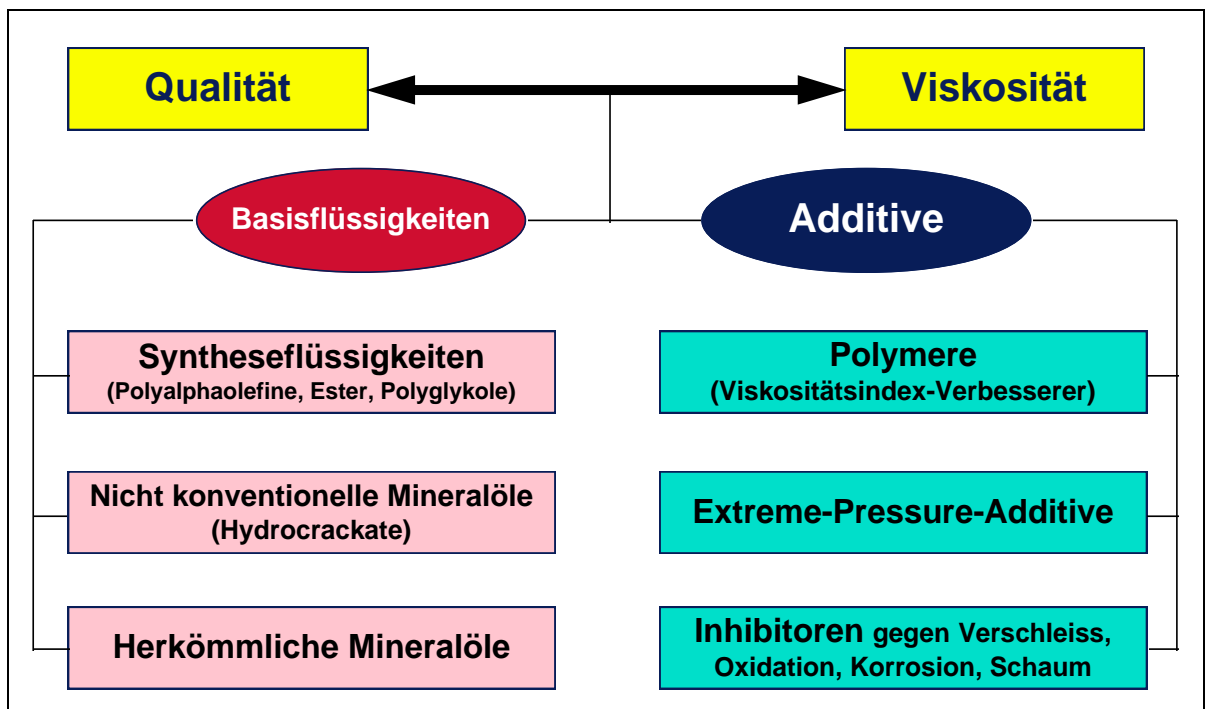 Qualität
Viskosität
Basisflüssigkeiten
Additive
Syntheseflüssigkeiten
(Polyalphaolefine, Ester, Polyglykole)
Polymere
(Viskositätsindex-Verbesserer)
Nicht konventionelle Mineralöle
(Hydrocrackate)
Extreme-Pressure-Additive
Herkömmliche Mineralöle
Inhibitoren gegen Verschleiss,
Oxidation, Korrosion, Schaum